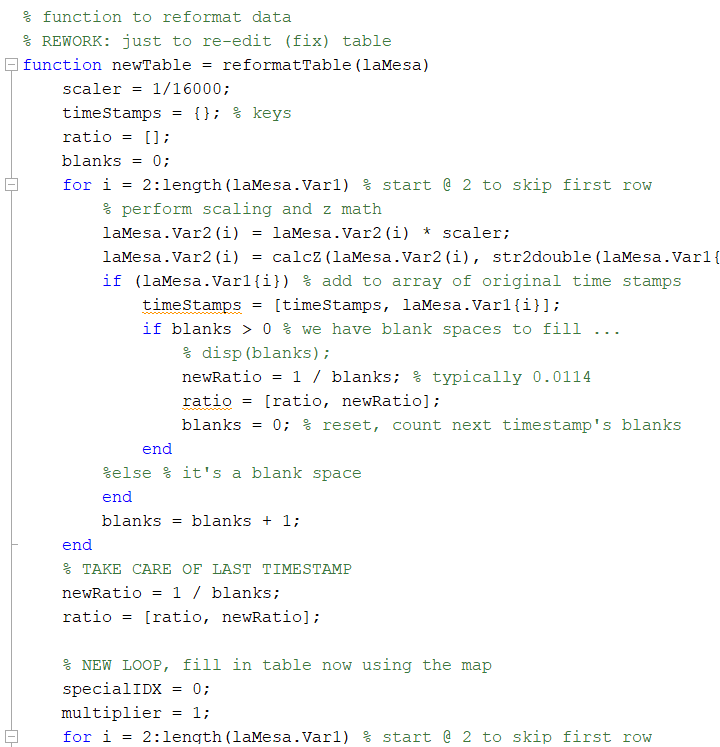 % function to reformat data
% REWORK: just to re-edit (fix) table
function newTable = reformatTable(laMesa)
    scaler = 1/16000;
    timeStamps = {}; % keys
    ratio = [];
    blanks = 0;
    for i = 2:length(laMesa.Var1) % start @ 2 to skip first row
        % perform scaling and z math
        laMesa.Var2(i) = laMesa.Var2(i) * scaler;
        laMesa.Var2(i) = calcZ(laMesa.Var2(i), str2double(laMesa.Var1{
        if (laMesa.Var1{i}) % add to array of original time stamps
            timeStamps = [timeStamps, laMesa.Var1{i}];
            if blanks > 0 % we have blank spaces to fill ...
                % disp(blanks);
                newRatio = 1 / blanks; % typically 0.0114
                ratio = [ratio, newRatio];
                blanks = 0; % reset, count next timestamp's blanks
            end
        %else % it's a blank space
        end
        blanks = blanks + 1;
    end
    % TAKE CARE OF LAST TIMESTAMP
    newRatio = 1 / blanks;
    ratio = [ratio, newRatio];

    % NEW LOOP, fill in table now using the map
    specialIDX = 0;
    multiplier = 1;
    for i = 2:length(laMesa.Var1) % start @ 2 to skip first row